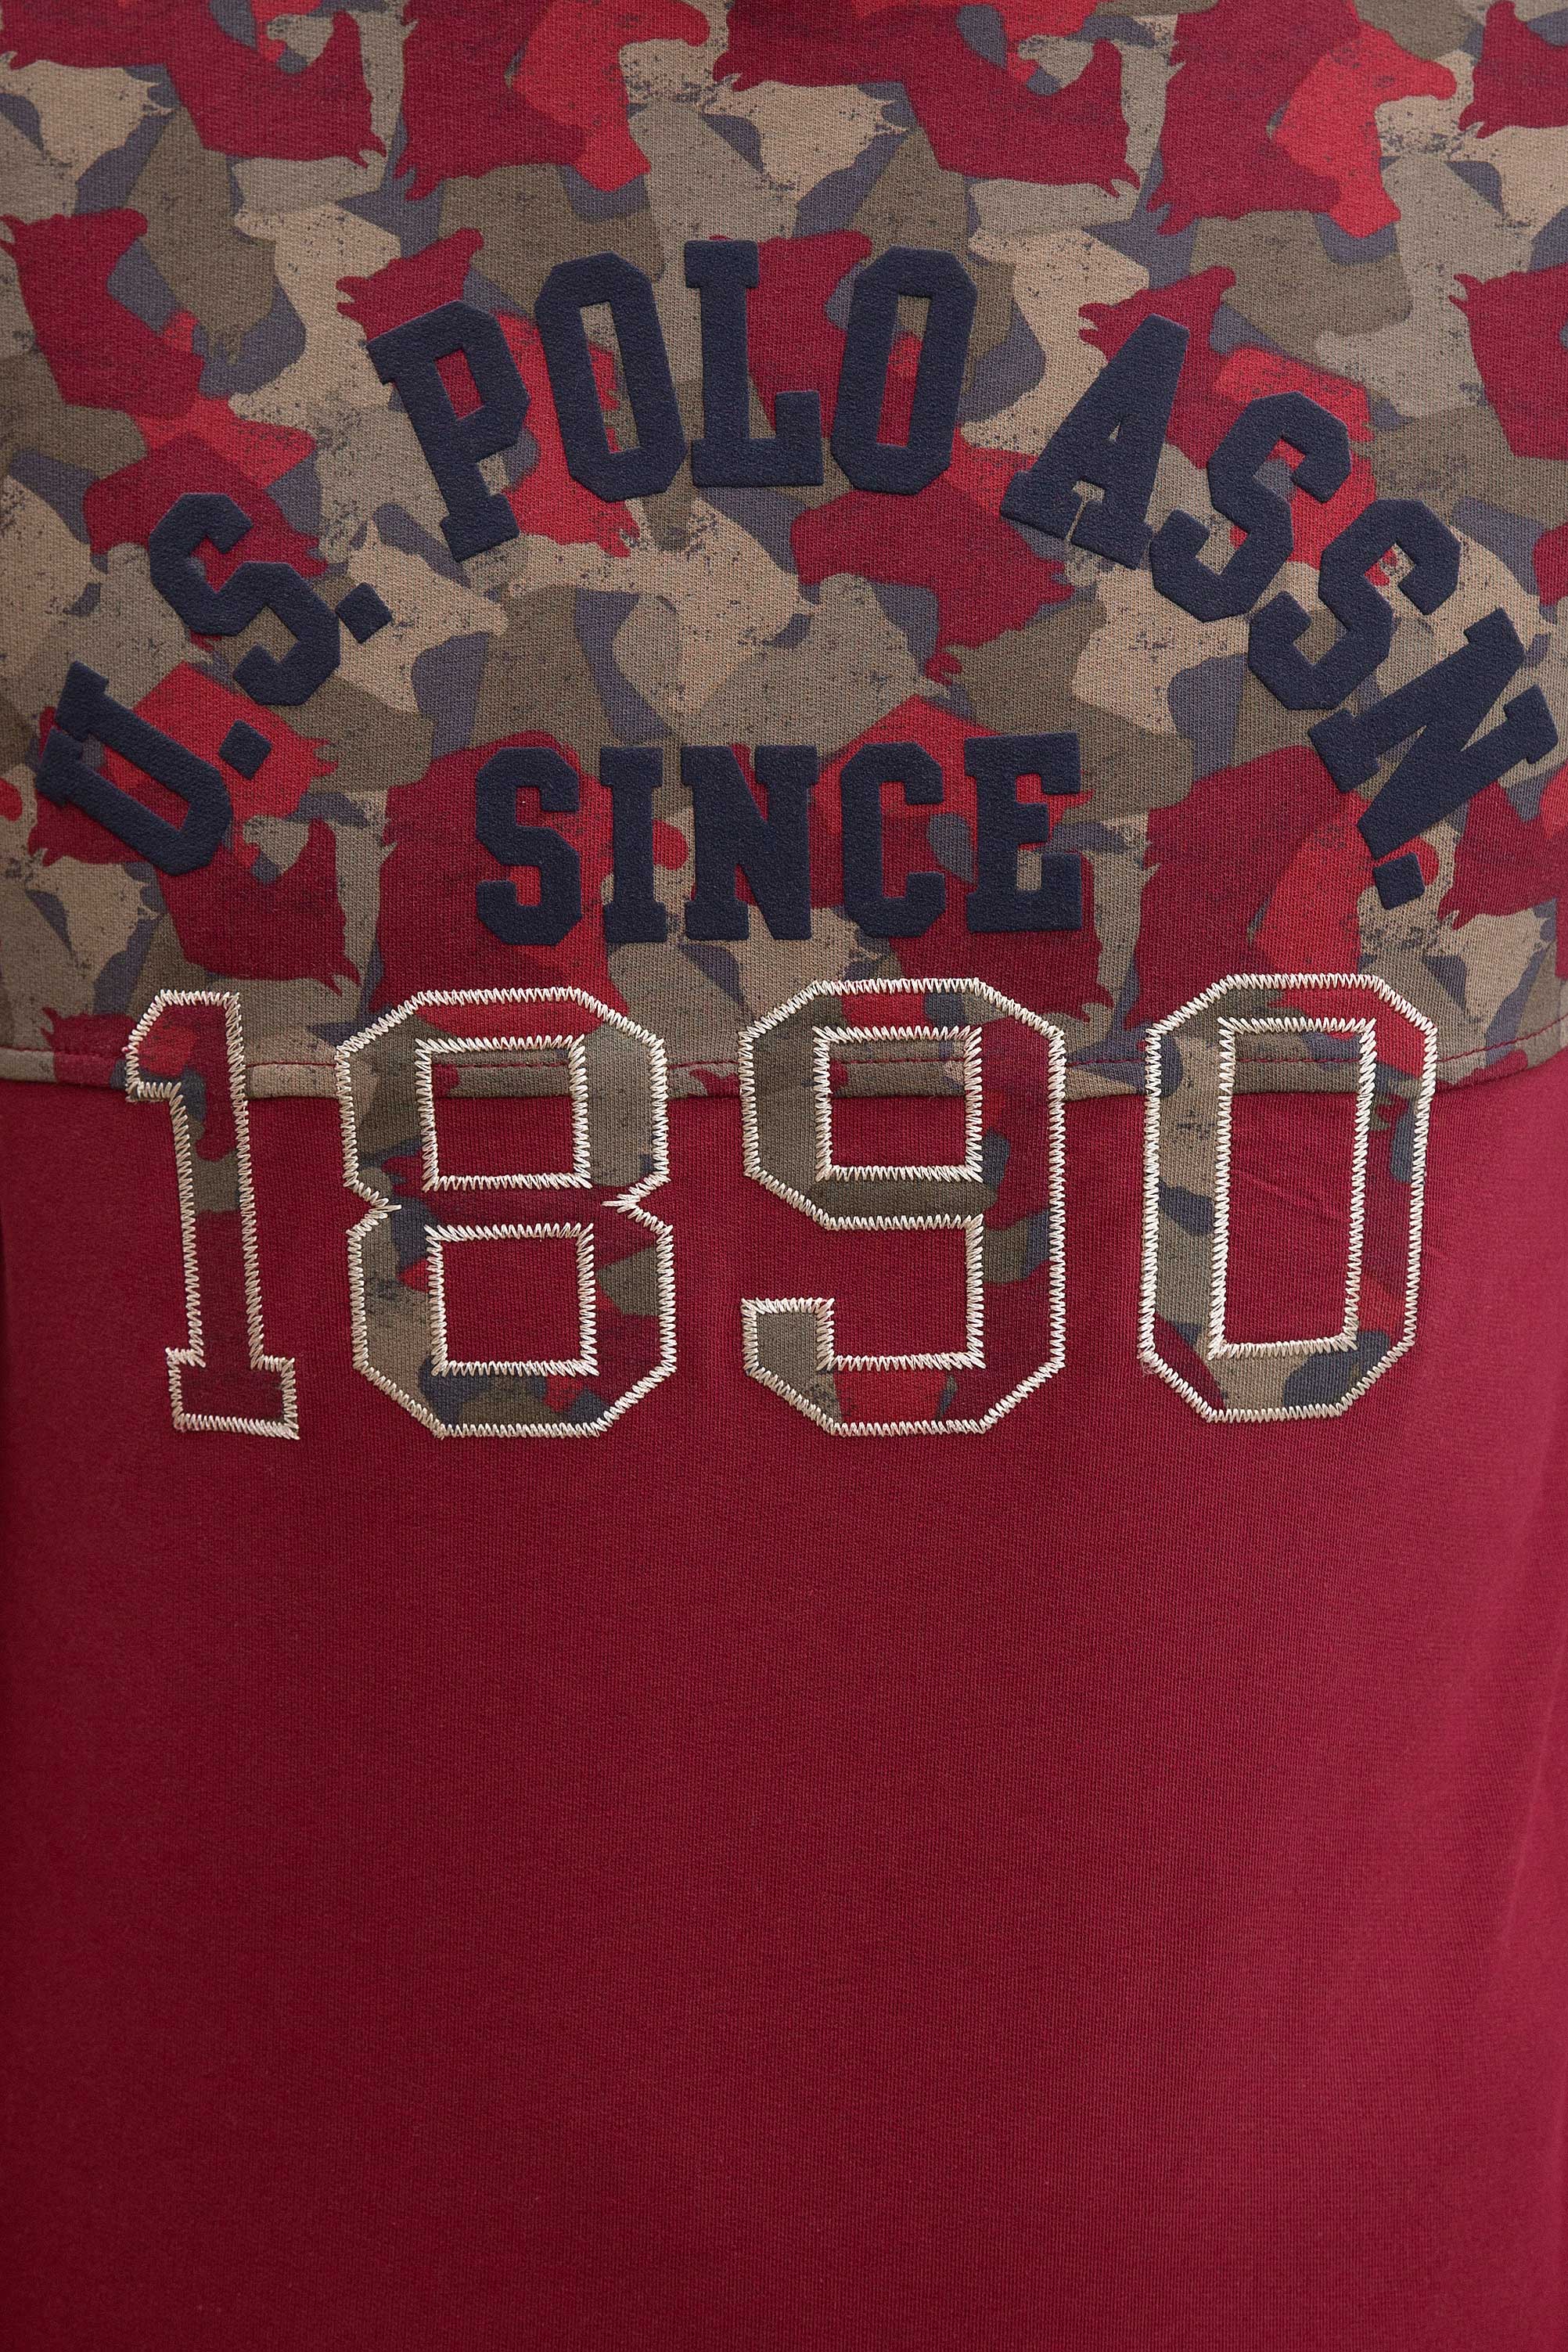 U.S. POLO ASSN.
SINCE
1890